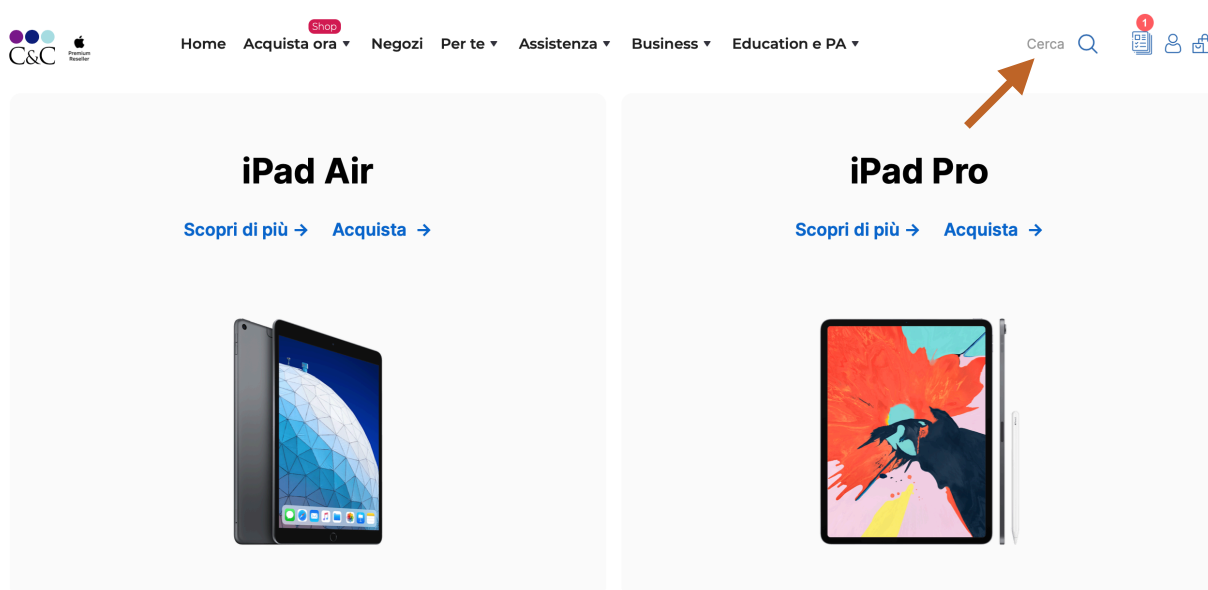 Shop
1
C&C
Premium
Reseller
Home Acquista ora ▾ Negozi Per te ▾ Assistenza ▾ Business ▾ Education e PA ▾ Cerca
iPad Air
Scopri di più → Acquista →
iPad Pro
Scopri di più → Acquista →